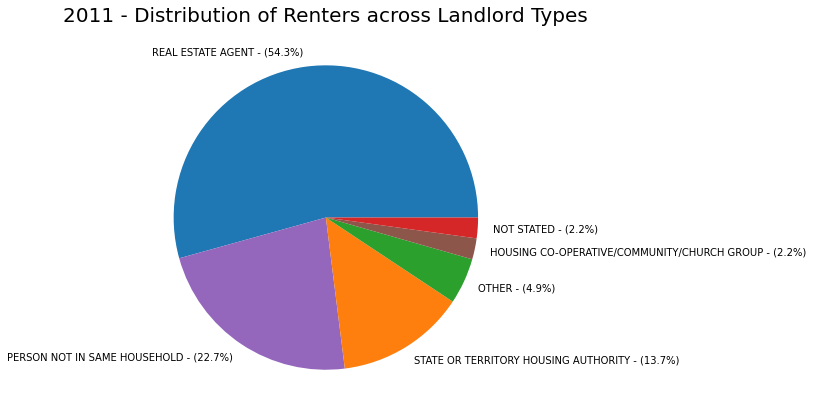 2011 - Distribution of Renters across Landlord Types
REAL ESTATE AGENT - (54.3%)
NOT STATED - (2.2%)
HOUSING CO-OPERATIVE/COMMUNITY/CHURCH GROUP - (2.2%)
OTHER - (4.9%)
PERSON NOT IN SAME HOUSEHOLD - (22.7%)
STATE OR TERRITORY HOUSING AUTHORITY - (13.7%)